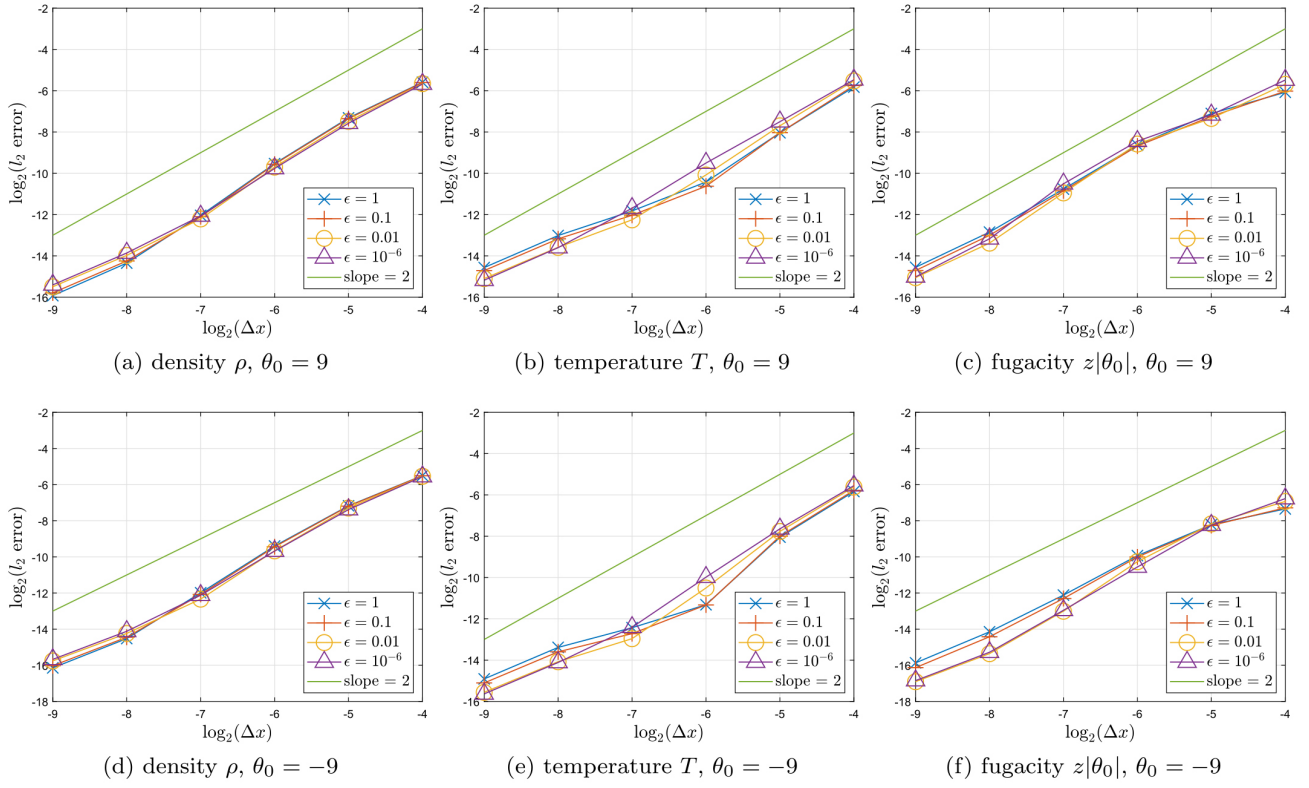 -2
-4
-6
-8
-10
-12
-14
-16
log₂(l₂ error)
ϵ = 1
ϵ = 0.1
ϵ = 0.01
ϵ = 10⁻⁶
slope = 2
-9 -8 -7 -6 -5 -4
log₂(Δx)
(a) density ρ, θ₀ = 9
-2
-4
-6
-8
-10
-12
-14
-16
log₂(l₂ error)
ϵ = 1
ϵ = 0.1
ϵ = 0.01
ϵ = 10⁻⁶
slope = 2
-9 -8 -7 -6 -5 -4
log₂(Δx)
(b) temperature T, θ₀ = 9
-2
-4
-6
-8
-10
-12
-14
-16
log₂(l₂ error)
ϵ = 1
ϵ = 0.1
ϵ = 0.01
ϵ = 10⁻⁶
slope = 2
-9 -8 -7 -6 -5 -4
log₂(Δx)
(c) fugacity z|θ₀|, θ₀ = 9
-2
-4
-6
-8
-10
-12
-14
-16
-18
log₂(l₂ error)
ϵ = 1
ϵ = 0.1
ϵ = 0.01
ϵ = 10⁻⁶
slope = 2
-9 -8 -7 -6 -5 -4
log₂(Δx)
(d) density ρ, θ₀ = −9
-2
-4
-6
-8
-10
-12
-14
-16
log₂(l₂ error)
ϵ = 1
ϵ = 0.1
ϵ = 0.01
ϵ = 10⁻⁶
slope = 2
-9 -8 -7 -6 -5 -4
log₂(Δx)
(e) temperature T, θ₀ = −9
-2
-4
-6
-8
-10
-12
-14
-16
-18
log₂(l₂ error)
ϵ = 1
ϵ = 0.1
ϵ = 0.01
ϵ = 10⁻⁶
slope = 2
-9 -8 -7 -6 -5 -4
log₂(Δx)
(f) fugacity z|θ₀|, θ₀ = −9